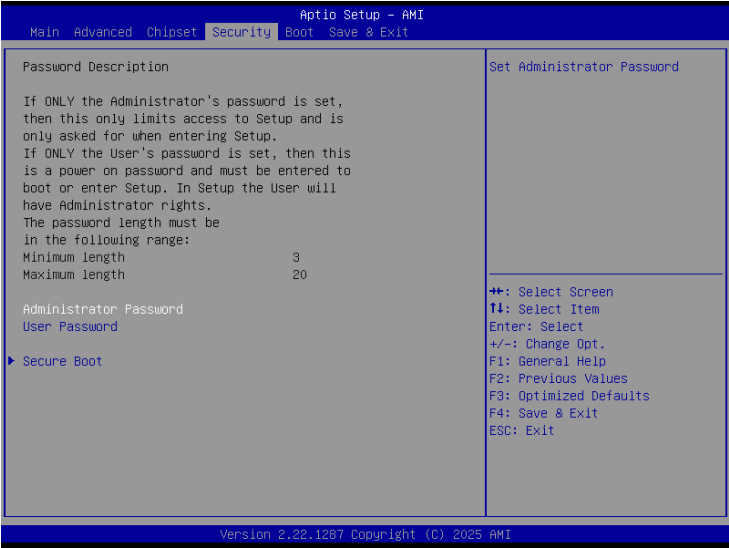 Aptio Setup - AMI
Main Advanced Chipset Security Boot Save & Exit
Password Description
If ONLY the Administrator's password is set,
then this only limits access to Setup and is
only asked for when entering Setup.
If ONLY the User's password is set, then this
is a power on password and must be entered to
boot or enter Setup. In Setup the User will
have Administrator rights.
The password length must be
in the following range:
Minimum length 3
Maximum length 20
Administrator Password
User Password
Secure Boot
Set Administrator Password
→←: Select Screen
↑↓: Select Item
Enter: Select
+/-: Change Opt.
F1: General Help
F2: Previous Values
F3: Optimized Defaults
F4: Save & Exit
ESC: Exit
Version 2.22.1287 Copyright (C) 2025 AMI